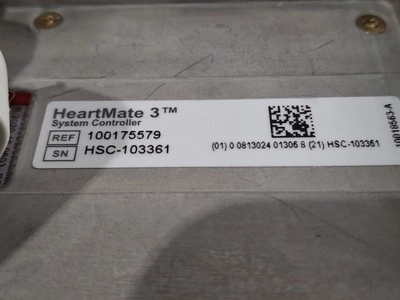 HeartMate 3™
System Controller
REF 100175579
SN HSC-103361
(01) 0 0813024 01306 8 (21) HSC-103361
10018563-A